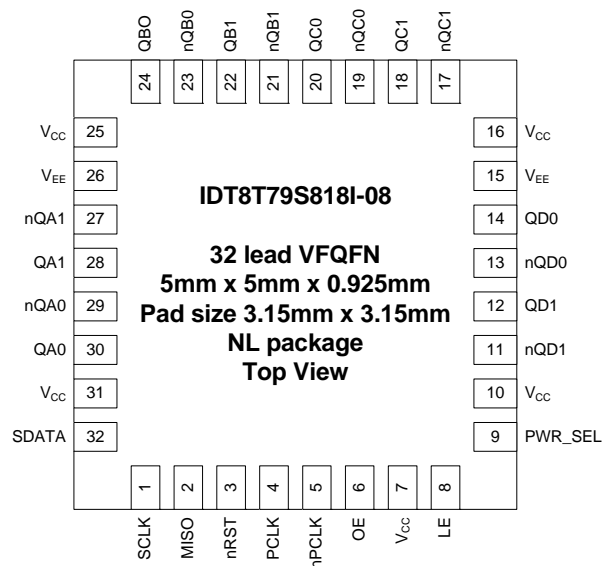 QBO nQB0 QB1 nQB1 QC0 nQC0 QC1 nQC1
24 23 22 21 20 19 18 17
VCC 25
VEE 26
nQA1 27
QA1 28
nQA0 29
QA0 30
VCC 31
SDATA 32
IDT8T79S818I-08
32 lead VFQFN
5mm x 5mm x 0.925mm
Pad size 3.15mm x 3.15mm
NL package
Top View
16 VCC
15 VEE
14 QD0
13 nQD0
12 QD1
11 nQD1
10 VCC
9 PWR_SEL
1 2 3 4 5 6 7 8
SCLK MISO nRST PCLK nPCLK OE VCC LE